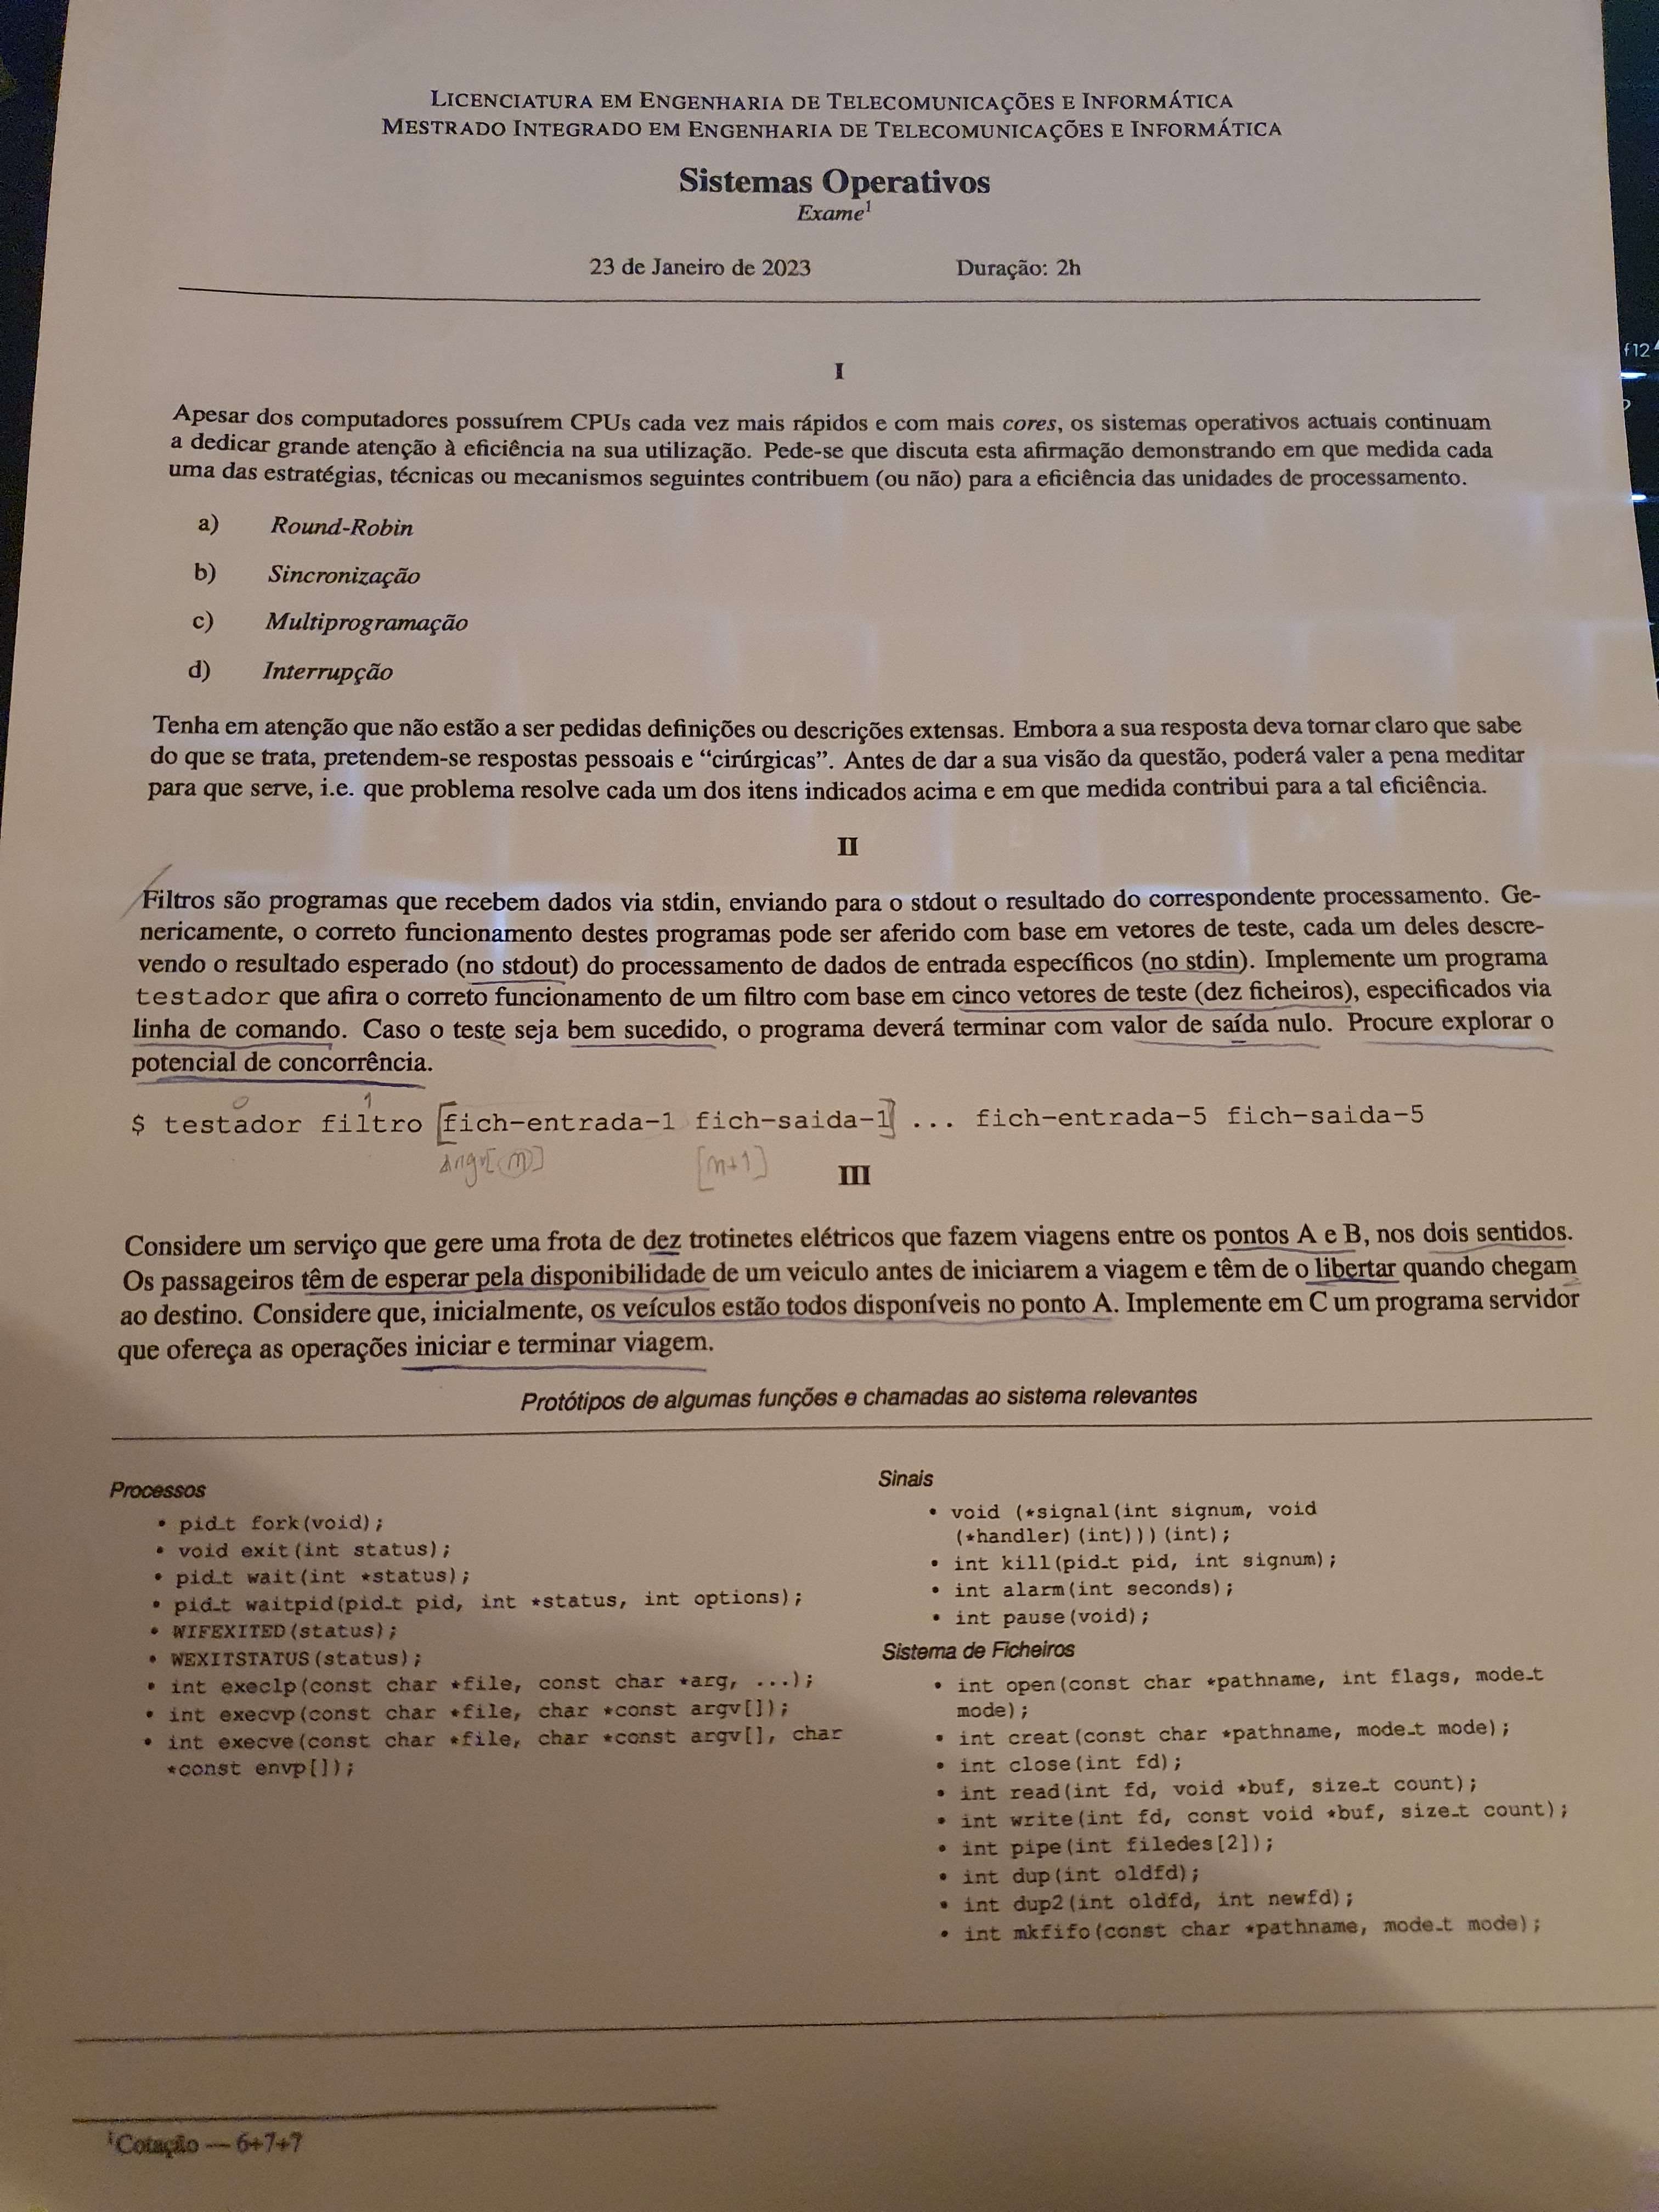 LICENCIATURA EM ENGENHARIA DE TELECOMUNICAÇÕES E INFORMÁTICA
MESTRADO INTEGRADO EM ENGENHARIA DE TELECOMUNICAÇÕES E INFORMÁTICA
Sistemas Operativos
Exame¹
23 de Janeiro de 2023 Duração: 2h
I
Apesar dos computadores possuírem CPUs cada vez mais rápidos e com mais cores, os sistemas operativos actuais continuam
a dedicar grande atenção à eficiência na sua utilização. Pede-se que discuta esta afirmação demonstrando em que medida cada
uma das estratégias, técnicas ou mecanismos seguintes contribuem (ou não) para a eficiência das unidades de processamento.
a) Round-Robin
b) Sincronização
c) Multiprogramação
d) Interrupção
Tenha em atenção que não estão a ser pedidas definições ou descrições extensas. Embora a sua resposta deva tornar claro que sabe
do que se trata, pretendem-se respostas pessoais e “cirúrgicas”. Antes de dar a sua visão da questão, poderá valer a pena meditar
para que serve, i.e. que problema resolve cada um dos itens indicados acima e em que medida contribui para a tal eficiência.
II
Filtros são programas que recebem dados via stdin, enviando para o stdout o resultado do correspondente processamento. Ge-
nericamente, o correto funcionamento destes programas pode ser aferido com base em vetores de teste, cada um deles descre-
vendo o resultado esperado (no stdout) do processamento de dados de entrada específicos (no stdin). Implemente um programa
testador que afira o correto funcionamento de um filtro com base em cinco vetores de teste (dez ficheiros), especificados via
linha de comando. Caso o teste seja bem sucedido, o programa deverá terminar com valor de saída nulo. Procure explorar o
potencial de concorrência.
0 1
$ testador filtro [fich-entrada-1 fich-saida-1] ... fich-entrada-5 fich-saida-5
argv[m] [m+1]
III
Considere um serviço que gere uma frota de dez trotinetes elétricos que fazem viagens entre os pontos A e B, nos dois sentidos.
Os passageiros têm de esperar pela disponibilidade de um veiculo antes de iniciarem a viagem e têm de o libertar quando chegam
ao destino. Considere que, inicialmente, os veículos estão todos disponíveis no ponto A. Implemente em C um programa servidor
que ofereça as operações iniciar e terminar viagem.
Protótipos de algumas funções e chamadas ao sistema relevantes
Processos
• pid_t fork(void);
• void exit(int status);
• pid_t wait(int *status);
• pid_t waitpid(pid_t pid, int *status, int options);
• WIFEXITED(status);
• WEXITSTATUS(status);
• int execlp(const char *file, const char *arg, ...);
• int execvp(const char *file, char *const argv[]);
• int execve(const char *file, char *const argv[], char
*const envp[]);
Sinais
• void (*signal(int signum, void
(*handler)(int)))(int);
• int kill(pid_t pid, int signum);
• int alarm(int seconds);
• int pause(void);
Sistema de Ficheiros
• int open(const char *pathname, int flags, mode_t
mode);
• int creat(const char *pathname, mode_t mode);
• int close(int fd);
• int read(int fd, void *buf, size_t count);
• int write(int fd, const void *buf, size_t count);
• int pipe(int filedes[2]);
• int dup(int oldfd);
• int dup2(int oldfd, int newfd);
• int mkfifo(const char *pathname, mode_t mode);
¹Cotação — 6+7+7
f12